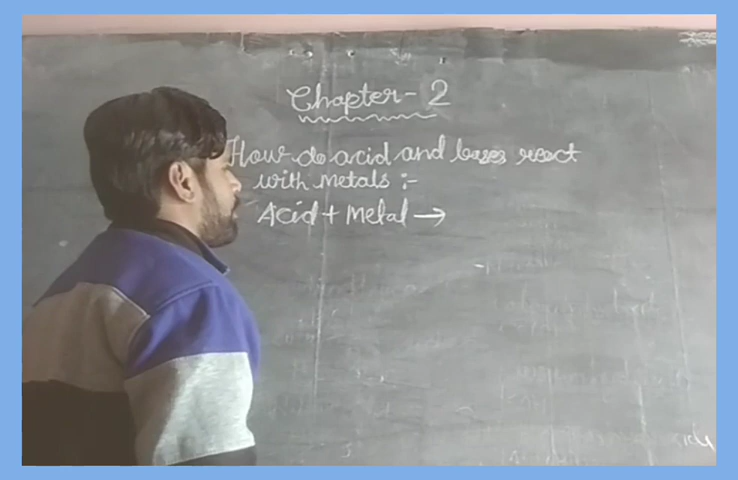 Chapter-2
How do acid and bases react
with metals :-
Acid + Metal →